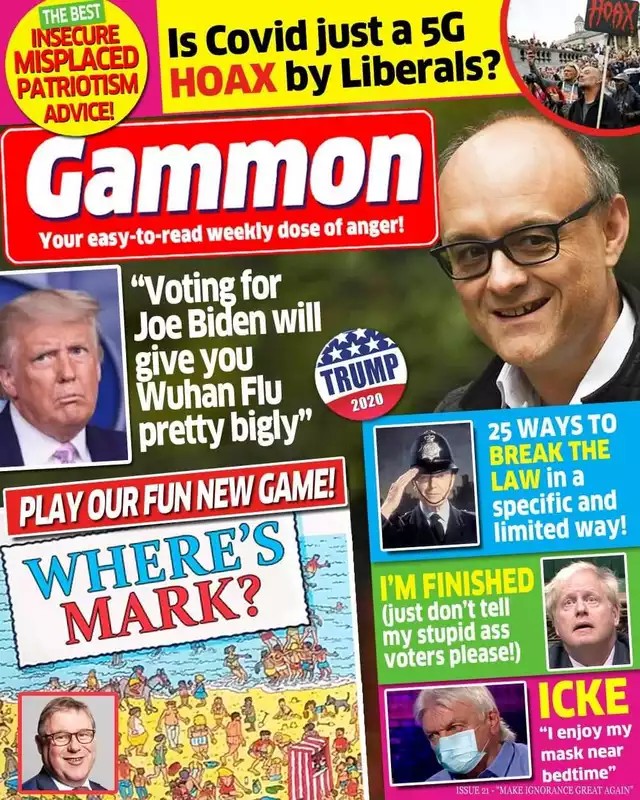 THE BEST
INSECURE
MISPLACED
PATRIOTISM
ADVICE!
Is Covid just a 5G
HOAX by Liberals?
HOAX
Gammon
Your easy-to-read weekly dose of anger!
"Voting for
Joe Biden will
give you
Wuhan Flu
pretty bigly"
TRUMP
2020
25 WAYS TO
BREAK THE
LAW in a
specific and
limited way!
PLAY OUR FUN NEW GAME!
WHERE'S
MARK?
I'M FINISHED
(just don't tell
my stupid ass
voters please!)
ICKE
"I enjoy my
mask near
bedtime"
ISSUE 21 - "MAKE IGNORANCE GREAT AGAIN"